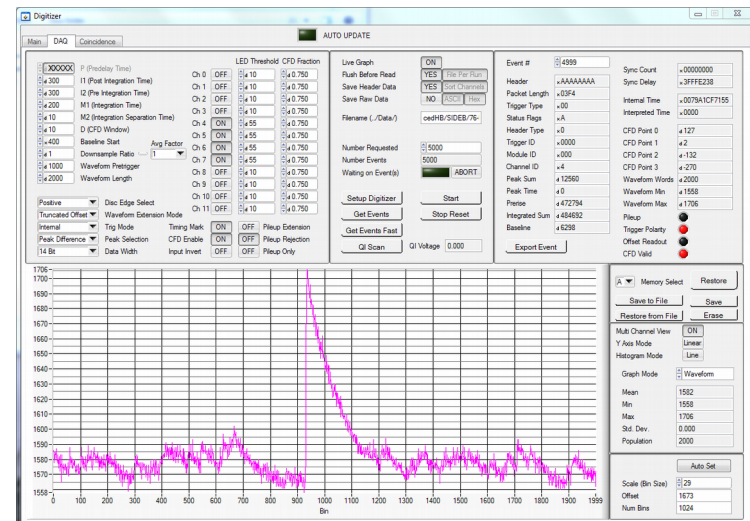 Digitizer
Main DAQ Coincidence
AUTO UPDATE
LED Threshold CFD Fraction
x XXXXX P (Predelay Time)
d 300 I1 (Post Integration Time)
d 300 I2 (Pre Integration Time)
d 200 M1 (Integration Time)
d 10 M2 (Integration Separation Time)
d 10 D (CFD Window)
x 400 Baseline Start
d 1 Downsample Ratio
Avg Factor
1
d 1000 Waveform Pretrigger
d 2000 Waveform Length
Ch 0 OFF d 10 d 0.750
Ch 1 OFF d 10 d 0.750
Ch 2 OFF d 10 d 0.750
Ch 3 OFF d 10 d 0.750
Ch 4 ON d 55 d 0.750
Ch 5 ON d 55 d 0.750
Ch 6 ON d 55 d 0.750
Ch 7 ON d 55 d 0.750
Ch 8 OFF d 10 d 0.750
Ch 9 OFF d 10 d 0.750
Ch 10 OFF d 10 d 0.750
Ch 11 OFF d 10 d 0.750
Positive Disc Edge Select
Truncated Offset Waveform Extension Mode
Internal Trig Mode Timing Mark ON OFF Pileup Extension
Peak Difference Peak Selection CFD Enable ON OFF Pileup Rejection
14 Bit Data Width Input Invert OFF OFF Pileup Only
Live Graph ON
Flush Before Read YES File Per Run
Save Header Data YES Sort Channels
Save Raw Data NO ASCII Hex
Filename (../Data/) cedHB/SIDEB/76-
Number Requested 5000
Number Events 5000
Waiting on Event(s) ABORT
Setup Digitizer Start
Get Events Stop Reset
Get Events Fast
QI Scan QI Voltage 0.000
Event # 4999
Header xAAAAAAAA
Packet Length x03F4
Trigger Type x00
Status Flags xA
Header Type x0
Trigger ID x0000
Module ID x000
Channel ID x4
Peak Sum d 12560
Peak Time d 0
Prerise d 472794
Integrated Sum d 484692
Baseline d 6298
Export Event
Sync Count x00000000
Sync Delay x3FFFE238
Internal Time x0079A1CF7155
Interpreted Time x0000
CFD Point 0 d 127
CFD Point 1 d 2
CFD Point 2 d -132
CFD Point 3 d -270
Waveform Words d 2000
Waveform Min d 1558
Waveform Max d 1706
Pileup
Trigger Polarity
Offset Readout
CFD Valid
1706
1700
1690
1680
1670
1660
1650
1640
1630
1620
1610
1600
1590
1580
1570
1558
0 100 200 300 400 500 600 700 800 900 1000 1100 1200 1300 1400 1500 1600 1700 1800 1900 1999
Bin
A Memory Select Restore
Save to File Save
Restore from File Erase
Multi Channel View ON
Y Axis Mode Linear
Histogram Mode Line
Graph Mode Waveform
Mean 1582
Min 1558
Max 1706
Std. Dev. 0.000
Population 2000
Auto Set
Scale (Bin Size) 29
Offset 1673
Num Bins 1024